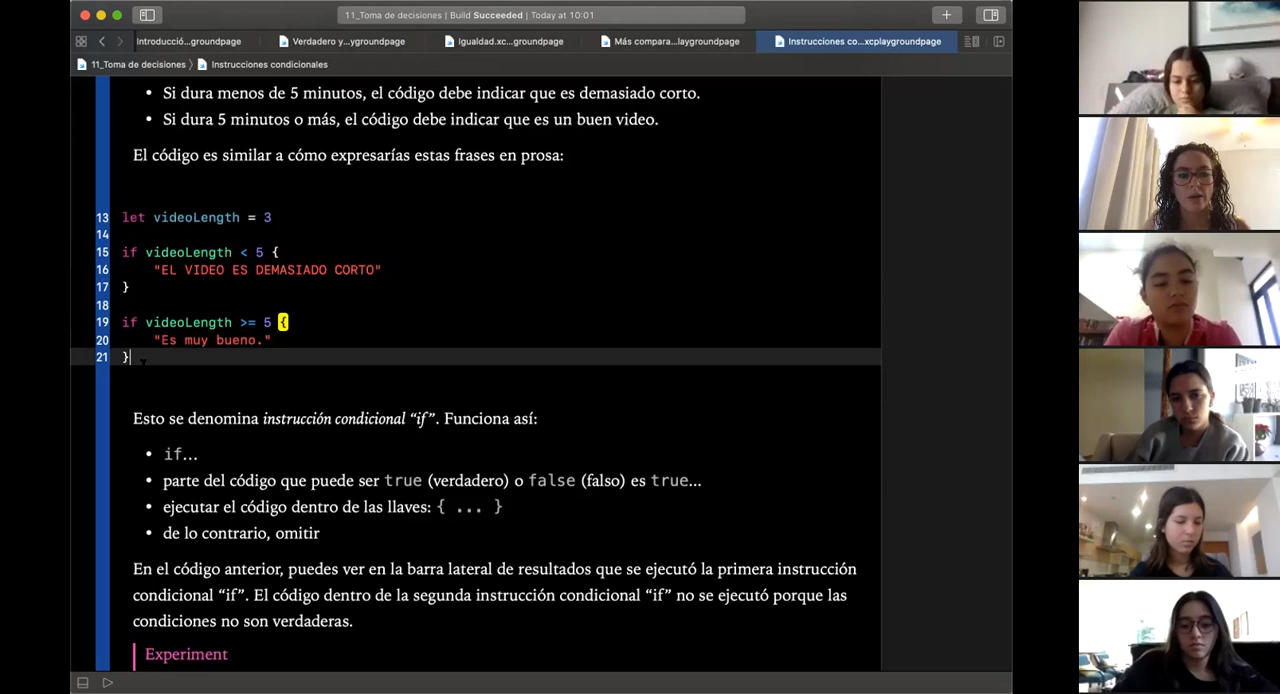 11_Toma de decisiones | Build Succeeded | Today at 10:01
Introducció...groundpage
Verdadero y...ygroundpage
Igualdad.xc...groundpage
Más compara...laygroundpage
Instrucciones co...xcplaygroundpage
11_Toma de decisiones 〉 Instrucciones condicionales
• Si dura menos de 5 minutos, el código debe indicar que es demasiado corto.
• Si dura 5 minutos o más, el código debe indicar que es un buen video.
El código es similar a cómo expresarías estas frases en prosa:
13 let videoLength = 3
14
15 if videoLength < 5 {
16 "EL VIDEO ES DEMASIADO CORTO"
17 }
18
19 if videoLength >= 5 {
20 "Es muy bueno."
21 }
Esto se denomina instrucción condicional “if”. Funciona así:
• if...
• parte del código que puede ser true (verdadero) o false (falso) es true...
• ejecutar el código dentro de las llaves: { ... }
• de lo contrario, omitir
En el código anterior, puedes ver en la barra lateral de resultados que se ejecutó la primera instrucción
condicional “if”. El código dentro de la segunda instrucción condicional “if” no se ejecutó porque las
condiciones no son verdaderas.
Experiment